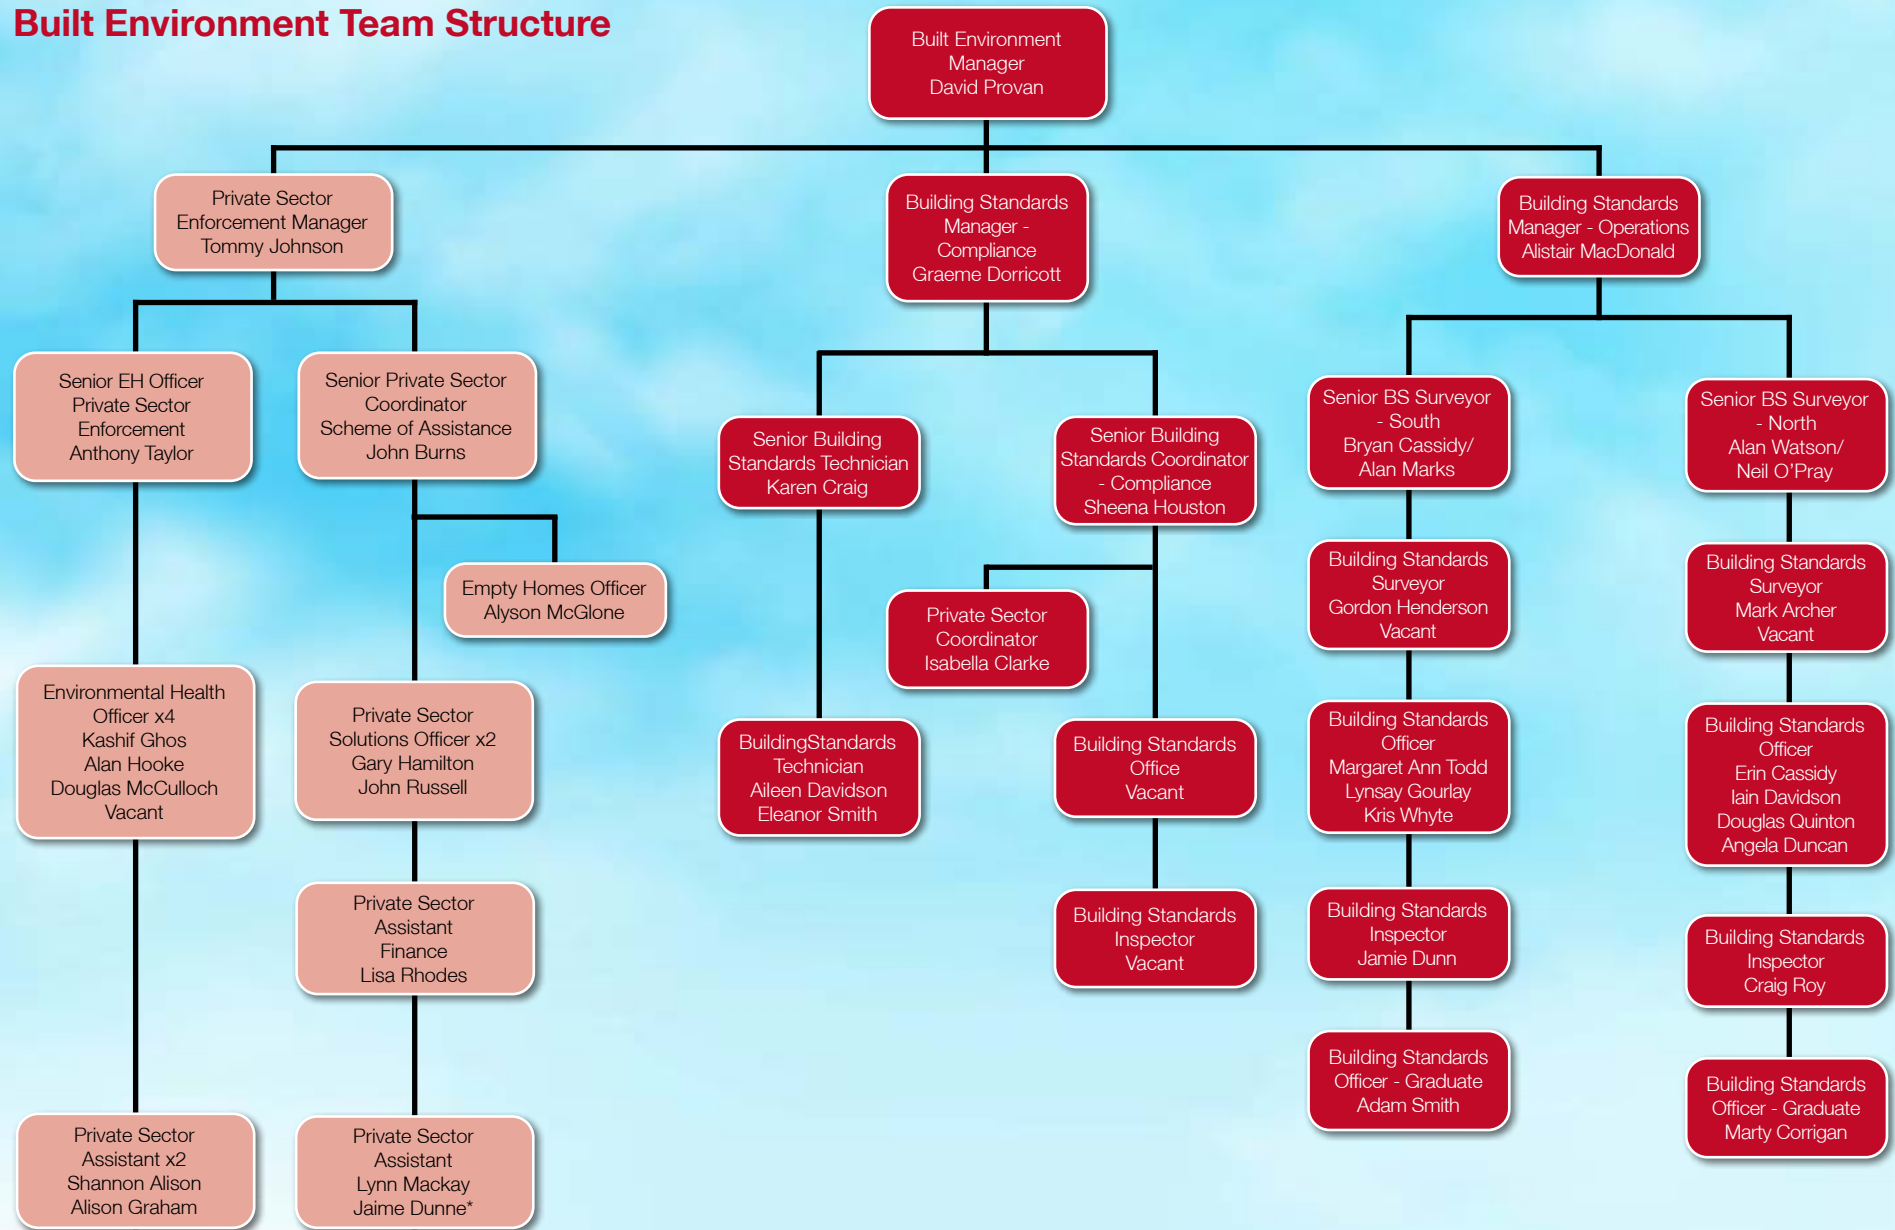 Built Environment Team Structure
Built Environment
Manager
David Provan
Private Sector
Enforcement Manager
Tommy Johnson
Building Standards
Manager -
Compliance
Graeme Dorricott
Building Standards
Manager - Operations
Alistair MacDonald
Senior EH Officer
Private Sector
Enforcement
Anthony Taylor
Senior Private Sector
Coordinator
Scheme of Assistance
John Burns
Senior Building
Standards Technician
Karen Craig
Senior Building
Standards Coordinator
- Compliance
Sheena Houston
Senior BS Surveyor
- South
Bryan Cassidy/
Alan Marks
Senior BS Surveyor
- North
Alan Watson/
Neil O’Pray
Empty Homes Officer
Alyson McGlone
Private Sector
Coordinator
Isabella Clarke
Building Standards
Surveyor
Gordon Henderson
Vacant
Building Standards
Surveyor
Mark Archer
Vacant
Environmental Health
Officer x4
Kashif Ghos
Alan Hooke
Douglas McCulloch
Vacant
Private Sector
Solutions Officer x2
Gary Hamilton
John Russell
BuildingStandards
Technician
Aileen Davidson
Eleanor Smith
Building Standards
Office
Vacant
Building Standards
Officer
Margaret Ann Todd
Lynsay Gourlay
Kris Whyte
Building Standards
Officer
Erin Cassidy
Iain Davidson
Douglas Quinton
Angela Duncan
Private Sector
Assistant
Finance
Lisa Rhodes
Building Standards
Inspector
Vacant
Building Standards
Inspector
Jamie Dunn
Building Standards
Inspector
Craig Roy
Building Standards
Officer - Graduate
Adam Smith
Building Standards
Officer - Graduate
Marty Corrigan
Private Sector
Assistant x2
Shannon Alison
Alison Graham
Private Sector
Assistant
Lynn Mackay
Jaime Dunne*